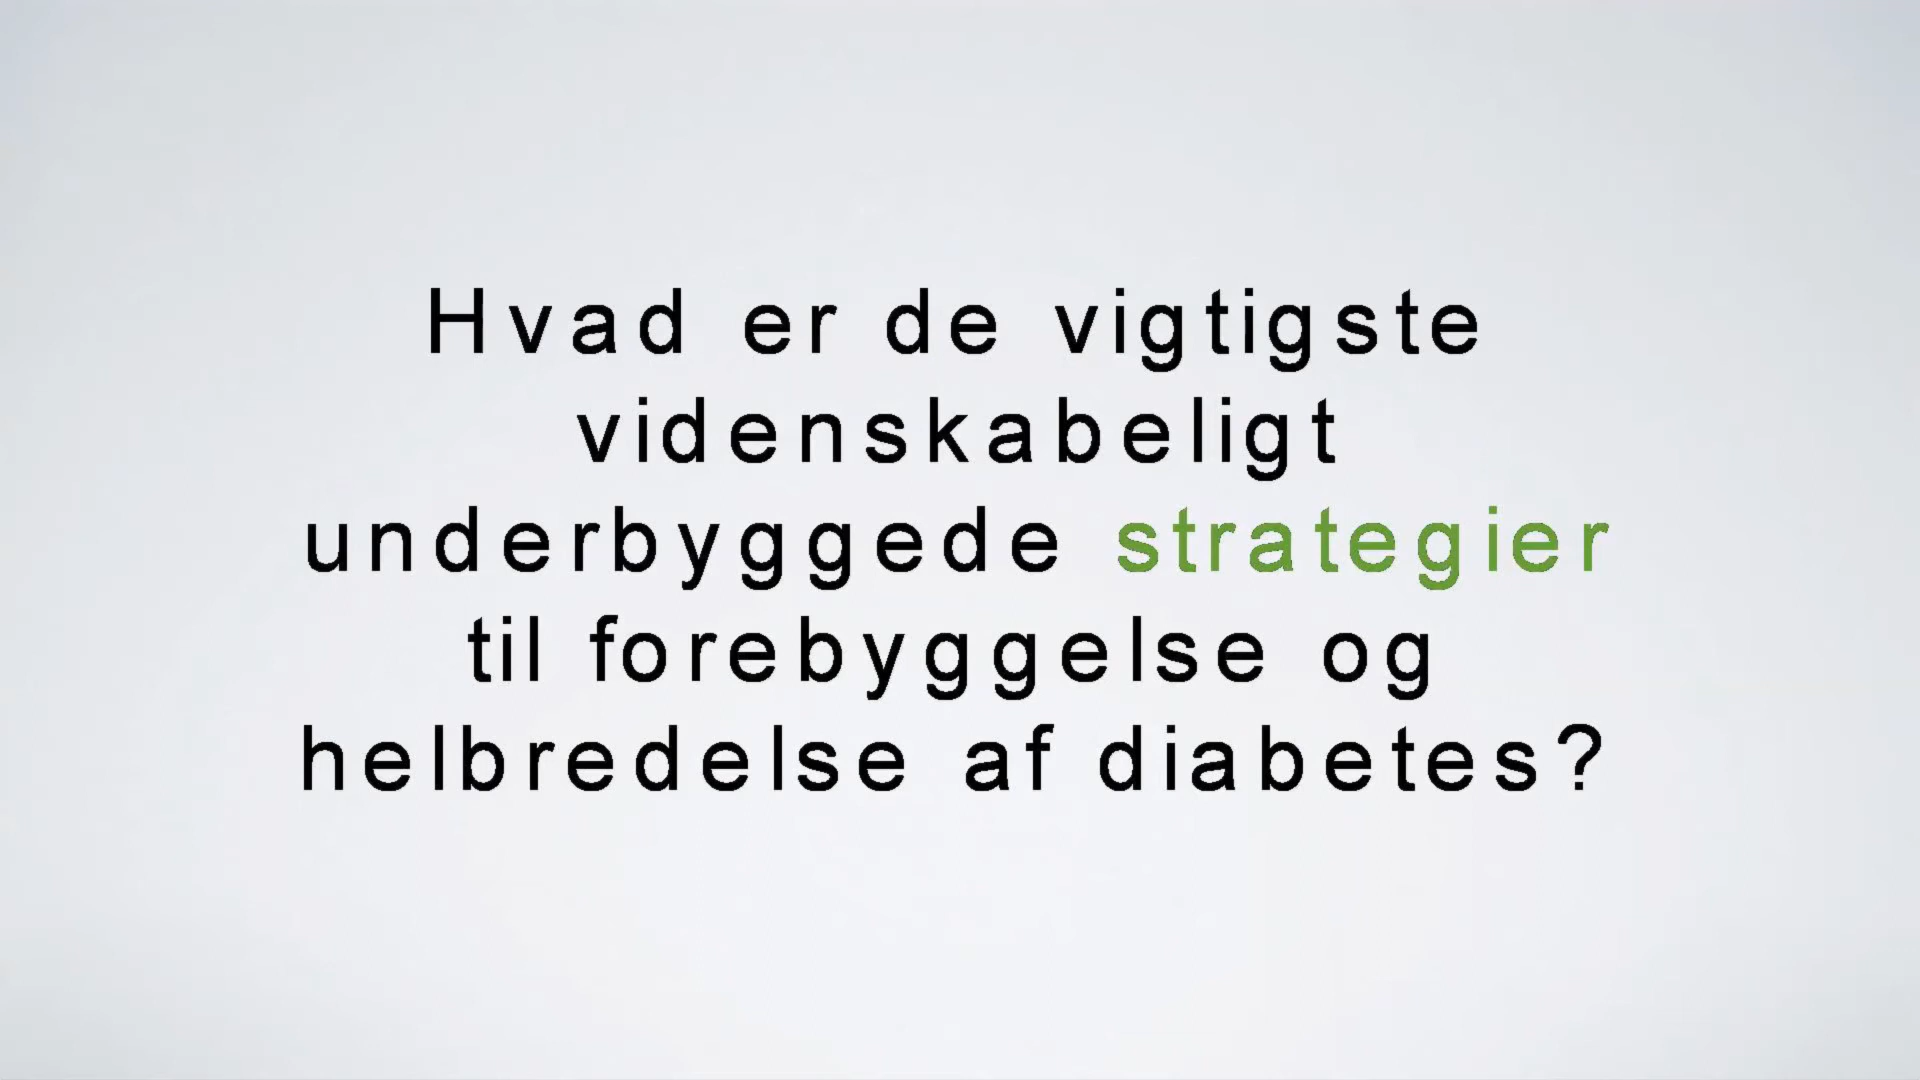 Hvad er de vigtigste
videnskabeligt
underbyggede strategier
til forebyggelse og
helbredelse af diabetes?